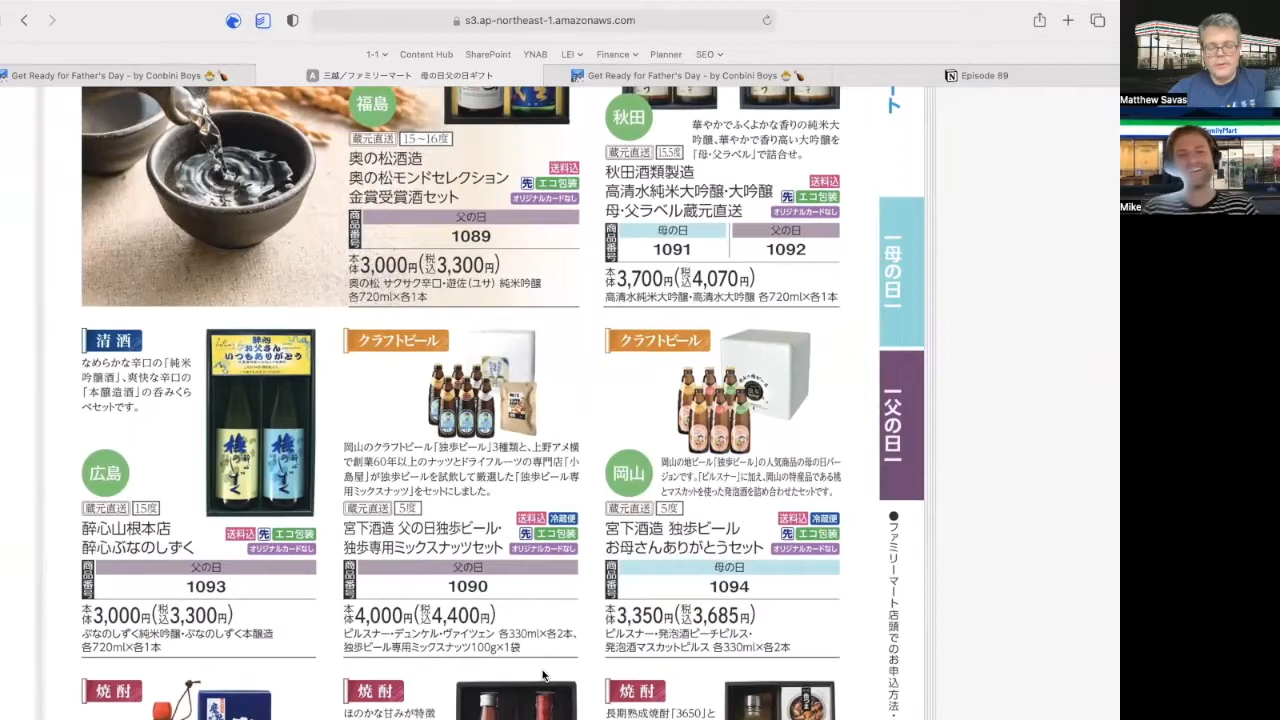 s3.ap-northeast-1.amazonaws.com
1-1
Content Hub
SharePoint
YNAB
LEI
Finance
Planner
SEO
Get Ready for Father's Day - by Conbini Boys
三越／ファミリーマート 母の日父の日ギフト
Get Ready for Father's Day - by Conbini Boys
Episode 89
Matthew Savas
FamilyMart
Mike
福島
蔵元直送 15～16度
奥の松酒造
奥の松モンドセレクション
金賞受賞酒セット
送料込
先 エコ包装
オリジナルカードなし
商品番号
父の日
1089
本体3,000円(税込3,300円)
奥の松 サクサク辛口・遊佐(ユサ) 純米吟醸
各720ml×各1本
秋田
華やかでふくよかな香りの純米大
吟醸、華やかで香り高い大吟醸を
「母・父ラベル」で詰合せ。
蔵元直送 15.5度
秋田酒類製造
高清水純米大吟醸・大吟醸
母・父ラベル蔵元直送
送料込
先 エコ包装
オリジナルカードなし
商品番号
母の日
父の日
1091
1092
本体3,700円(税込4,070円)
高清水純米大吟醸・高清水大吟醸 各720ml×各1本
ート
母の日
父の日
●ファミリーマート店頭でのお申込方法・
清酒
なめらかな辛口の「純米
吟醸酒」、爽快な辛口の
「本醸造酒」の呑みくら
べセットです。
酔心
お父さん
いつもありがとう
広島
蔵元直送 15度
酔心山根本店
酔心ぶなのしずく
送料込 先 エコ包装
オリジナルカードなし
商品番号
父の日
1093
本体3,000円(税込3,300円)
ぶなのしずく純米吟醸・ぶなのしずく本醸造
各720ml×各1本
クラフトビール
岡山のクラフトビール「独歩ビール」3種類と、上野アメ横
で創業60年以上のナッツとドライフルーツの専門店「小
島屋」が独歩ビールを試飲して厳選した「独歩ビール専
用ミックスナッツ」をセットにしました。
蔵元直送 5度
宮下酒造 父の日独歩ビール・
独歩専用ミックスナッツセット
送料込 冷蔵便
先 エコ包装
オリジナルカードなし
商品番号
父の日
1090
本体4,000円(税込4,400円)
ピルスナー・デュンケル・ヴァイツェン 各330ml×各2本、
独歩ビール専用ミックスナッツ100g×1袋
クラフトビール
岡山
岡山の地ビール「独歩ビール」の人気商品の母の日バー
ジョンです。「ピルスナー」に加え、岡山の特産品である桃
とマスカットを使った発泡酒を詰め合わせたセットです。
蔵元直送 5度
宮下酒造 独歩ビール
お母さんありがとうセット
送料込 冷蔵便
先 エコ包装
オリジナルカードなし
商品番号
母の日
1094
本体3,350円(税込3,685円)
ピルスナー・発泡酒ピーチピルス・
発泡酒マスカットピルス 各330ml×各2本
焼酎
焼酎
ほのかな甘みが特徴
焼酎
長期熟成焼酎「3650」と